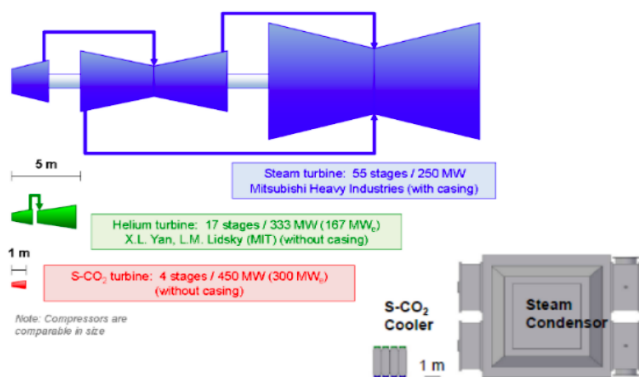 5 m
Steam turbine: 55 stages / 250 MW
Mitsubishi Heavy Industries (with casing)
Helium turbine: 17 stages / 333 MW (167 MWe)
X.L. Yan, L.M. Lidsky (MIT) (without casing)
1 m
S-CO₂ turbine: 4 stages / 450 MW (300 MWe)
(without casing)
Note: Compressors are
comparable in size
S-CO₂
Cooler
1 m
Steam
Condensor